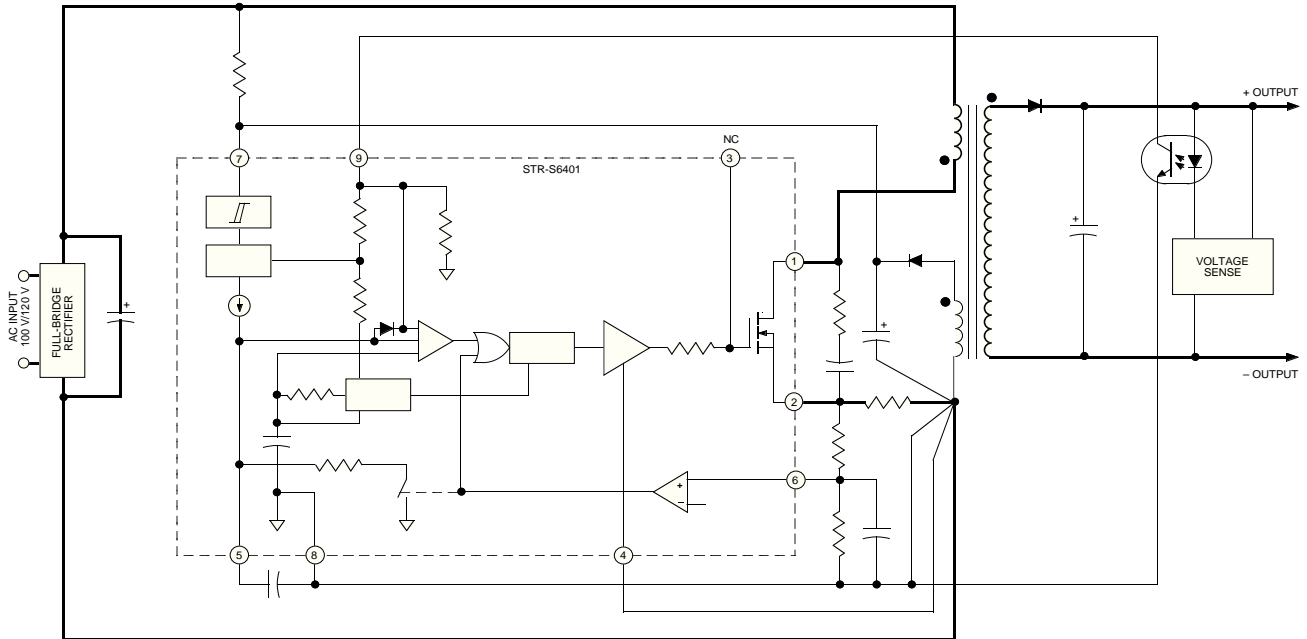 + OUTPUT
NC
7
9
3
STR-S6401
1
VOLTAGE
SENSE
AC INPUT
100 V/120 V
FULL-BRIDGE
RECTIFIER
+
+
+
– OUTPUT
2
+
–
6
5
8
4